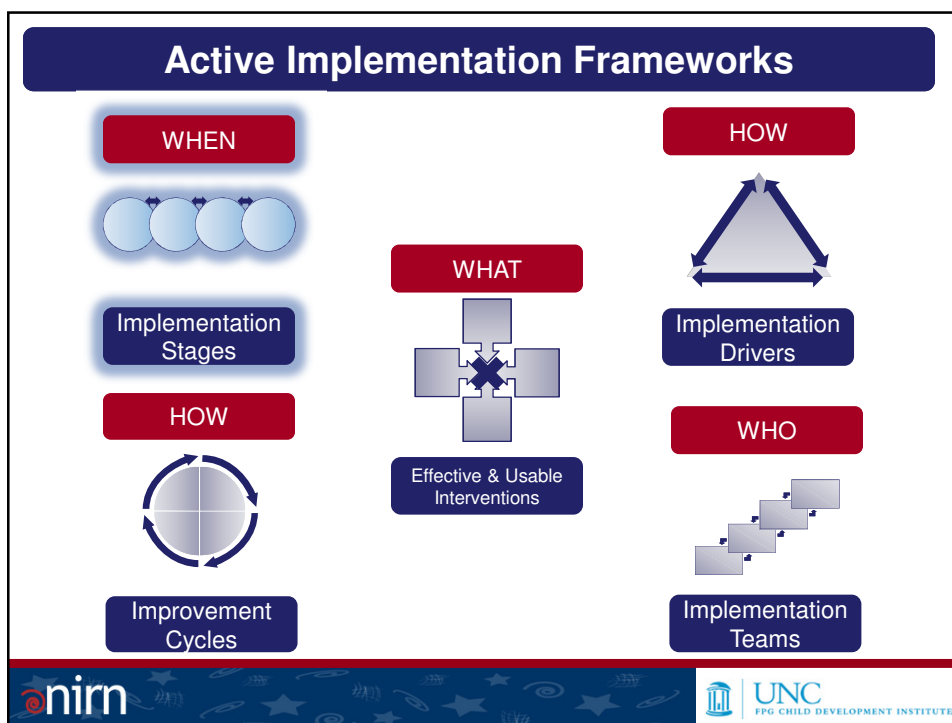 Active Implementation Frameworks
WHEN
Implementation
Stages
HOW
Improvement
Cycles
WHAT
Effective & Usable
Interventions
HOW
Implementation
Drivers
WHO
Implementation
Teams
nirn
UNC
FPG CHILD DEVELOPMENT INSTITUTE